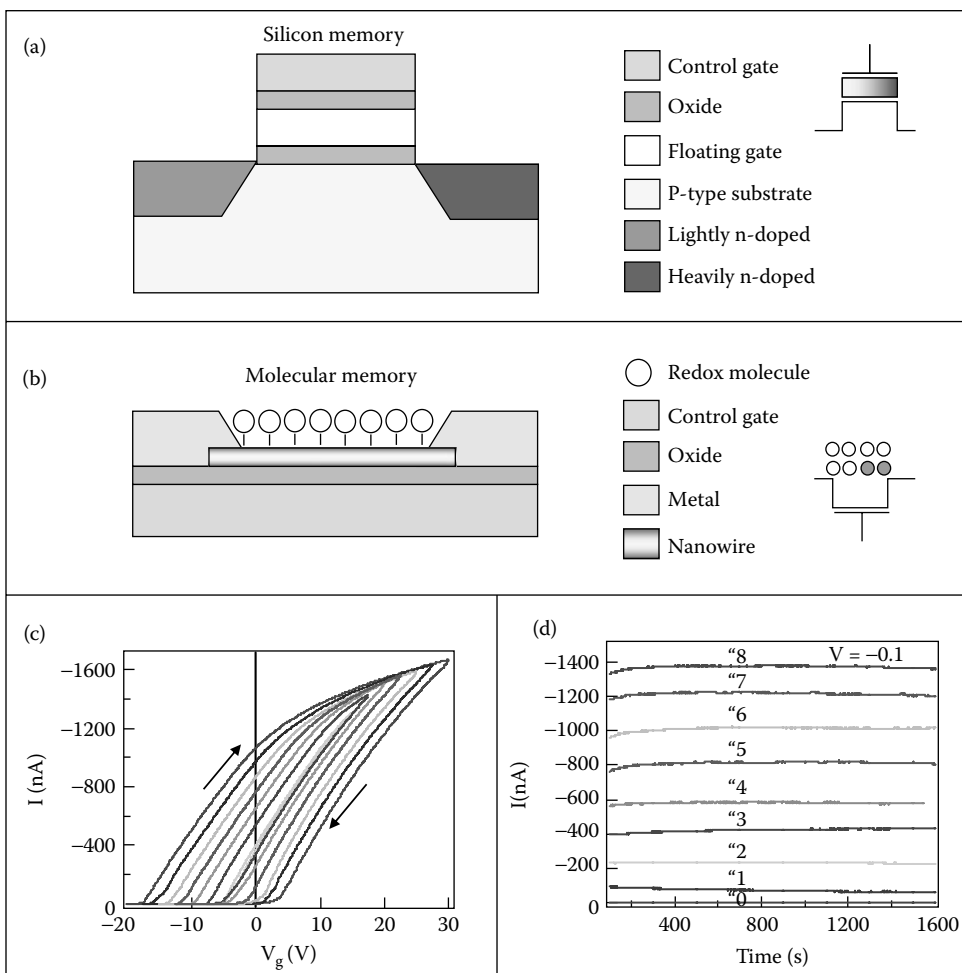 (a)
Silicon memory
Control gate
Oxide
Floating gate
P-type substrate
Lightly n-doped
Heavily n-doped
(b)
Molecular memory
Redox molecule
Control gate
Oxide
Metal
Nanowire
(c)
I (nA)
−1600
−1200
−800
−400
0
−20
−10
0
10
20
30
Vg (V)
(d)
V = −0.1
I(nA)
−1400
−1200
−1000
−800
−600
−400
−200
0
“8
“7
“6
“5
“4
“3
“2
“1
“0
400
800
1200
1600
Time (s)